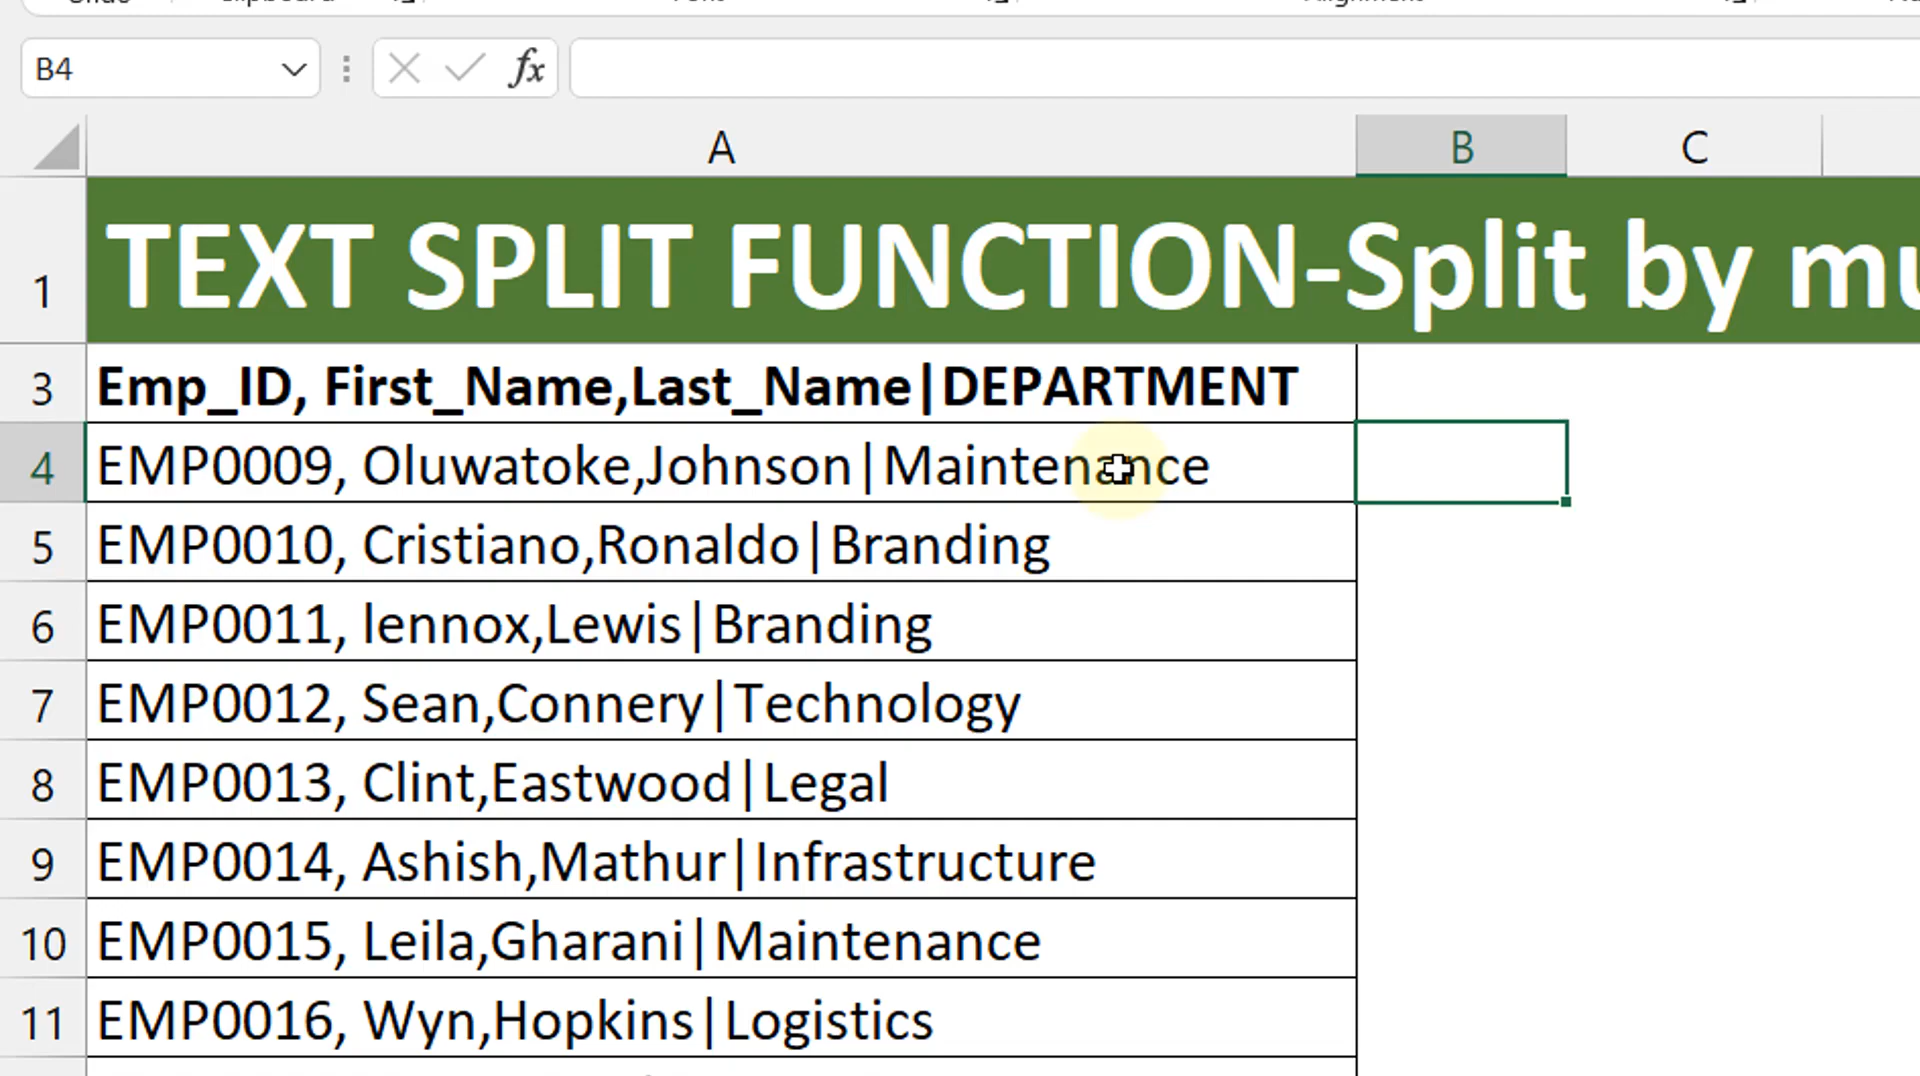 B4
fx
A B C
1 TEXT SPLIT FUNCTION-Split by
3 Emp_ID, First_Name,Last_Name|DEPARTMENT
4 EMP0009, Oluwatoke,Johnson|Maintenance
5 EMP0010, Cristiano,Ronaldo|Branding
6 EMP0011, lennox,Lewis|Branding
7 EMP0012, Sean,Connery|Technology
8 EMP0013, Clint,Eastwood|Legal
9 EMP0014, Ashish,Mathur|Infrastructure
10 EMP0015, Leila,Gharani|Maintenance
11 EMP0016, Wyn,Hopkins|Logistics